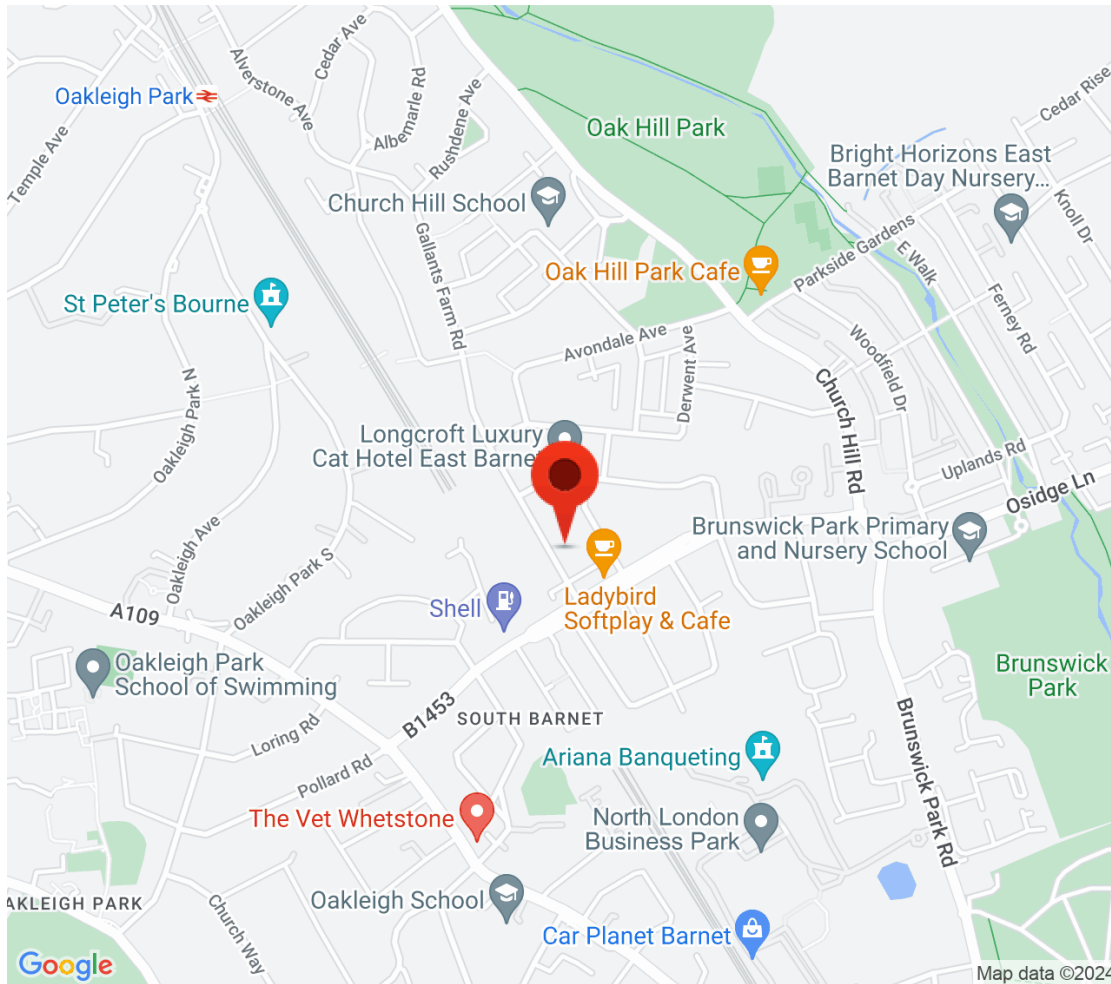 Cedar Ave
Alverstone Ave
Oakleigh Park
Albemarle Rd
Rushdene Ave
Temple Ave
Oak Hill Park
Cedar Rise
Bright Horizons East
Barnet Day Nursery...
Church Hill School
Knoll Dr
Gallants Farm Rd
Parkside Gardens
E Walk
Oak Hill Park Cafe
St Peter's Bourne
Ferney Rd
Avondale Ave
Woodfield Dr
Derwent Ave
Church Hill Rd
Oakleigh Park N
Longcroft Luxury
Cat Hotel East Barnet
Uplands Rd
Osidge Ln
Brunswick Park Primary
and Nursery School
Oakleigh Ave
Oakleigh Park S
A109
Shell
Ladybird
Softplay & Cafe
Oakleigh Park
School of Swimming
Brunswick
Park
B1453
SOUTH BARNET
Loring Rd
Pollard Rd
Ariana Banqueting
Brunswick Park Rd
The Vet Whetstone
North London
Business Park
Oakleigh School
AKLEIGH PARK
Church Way
Car Planet Barnet
Google
Map data ©2024